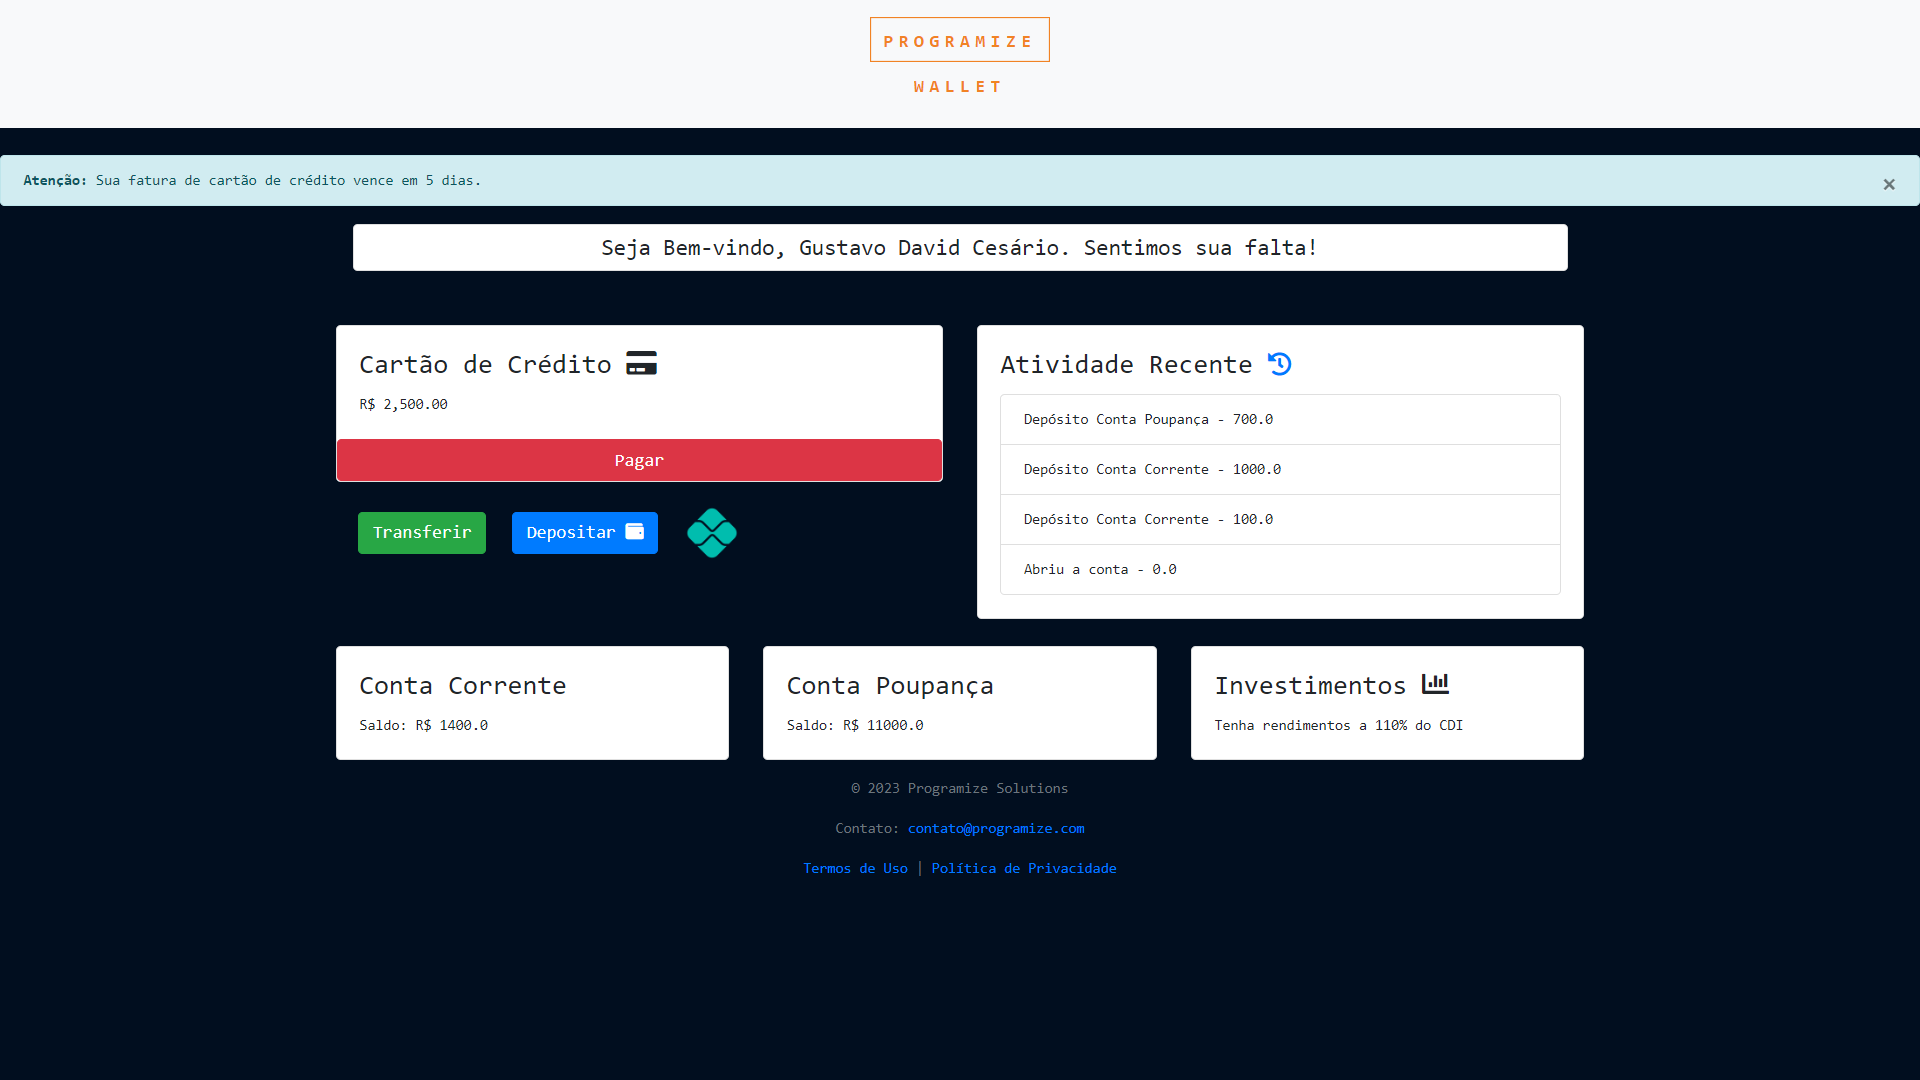 PROGRAMIZE
WALLET
Atenção: Sua fatura de cartão de crédito vence em 5 dias.
×
Seja Bem-vindo, Gustavo David Cesário. Sentimos sua falta!
Cartão de Crédito
R$ 2,500.00
Pagar
Transferir
Depositar
Atividade Recente
Depósito Conta Poupança - 700.0
Depósito Conta Corrente - 1000.0
Depósito Conta Corrente - 100.0
Abriu a conta - 0.0
Conta Corrente
Saldo: R$ 1400.0
Conta Poupança
Saldo: R$ 11000.0
Investimentos
Tenha rendimentos a 110% do CDI
© 2023 Programize Solutions
Contato: contato@programize.com
Termos de Uso | Política de Privacidade